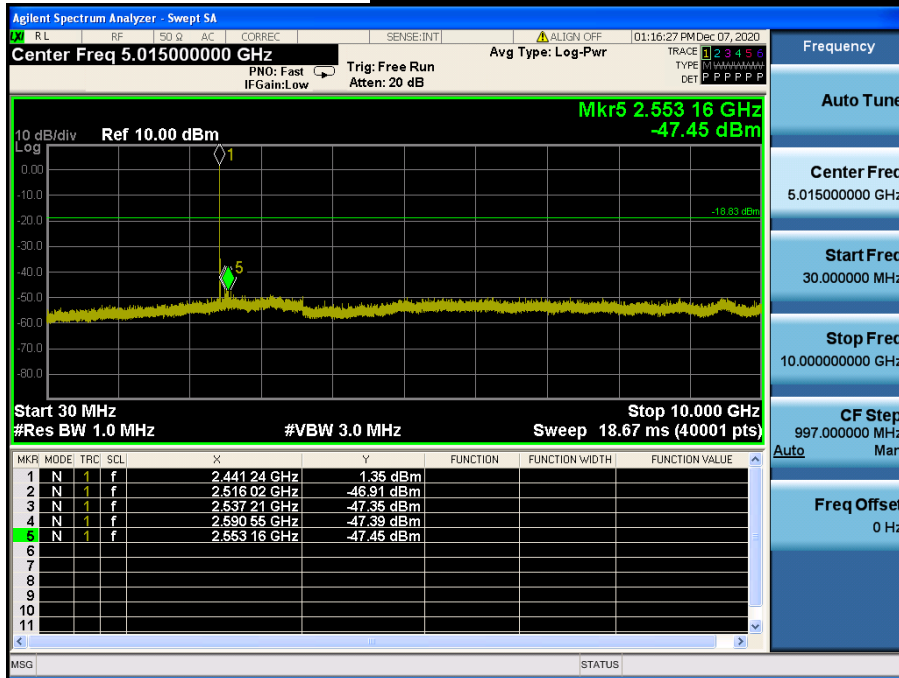 Agilent Spectrum Analyzer - Swept SA
LXI RL RF 50 Ω AC CORREC SENSE:INT ALIGN OFF 01:16:27 PM Dec 07, 2020
Center Freq 5.015000000 GHz
PNO: Fast
IFGain:Low
Trig: Free Run
Atten: 20 dB
Avg Type: Log-Pwr
TRACE 1 2 3 4 5 6
TYPE M WWWWW
DET P P P P P P
Mkr5 2.553 16 GHz
-47.45 dBm
10 dB/div Ref 10.00 dBm
Log
1
0.00
-10.0
-18.83 dBm
-20.0
-30.0
5
-40.0
-50.0
-60.0
-70.0
-80.0
Start 30 MHz Stop 10.000 GHz
#Res BW 1.0 MHz #VBW 3.0 MHz Sweep 18.67 ms (40001 pts)
MKR MODE TRC SCL X Y FUNCTION FUNCTION WIDTH FUNCTION VALUE
1 N 1 f 2.441 24 GHz 1.35 dBm
2 N 1 f 2.516 02 GHz -46.91 dBm
3 N 1 f 2.537 21 GHz -47.35 dBm
4 N 1 f 2.590 55 GHz -47.39 dBm
5 N 1 f 2.553 16 GHz -47.45 dBm
6
7
8
9
10
11
MSG STATUS
Frequency
Auto Tune
Center Freq
5.015000000 GHz
Start Freq
30.000000 MHz
Stop Freq
10.000000000 GHz
CF Step
997.000000 MHz
Auto Man
Freq Offset
0 Hz